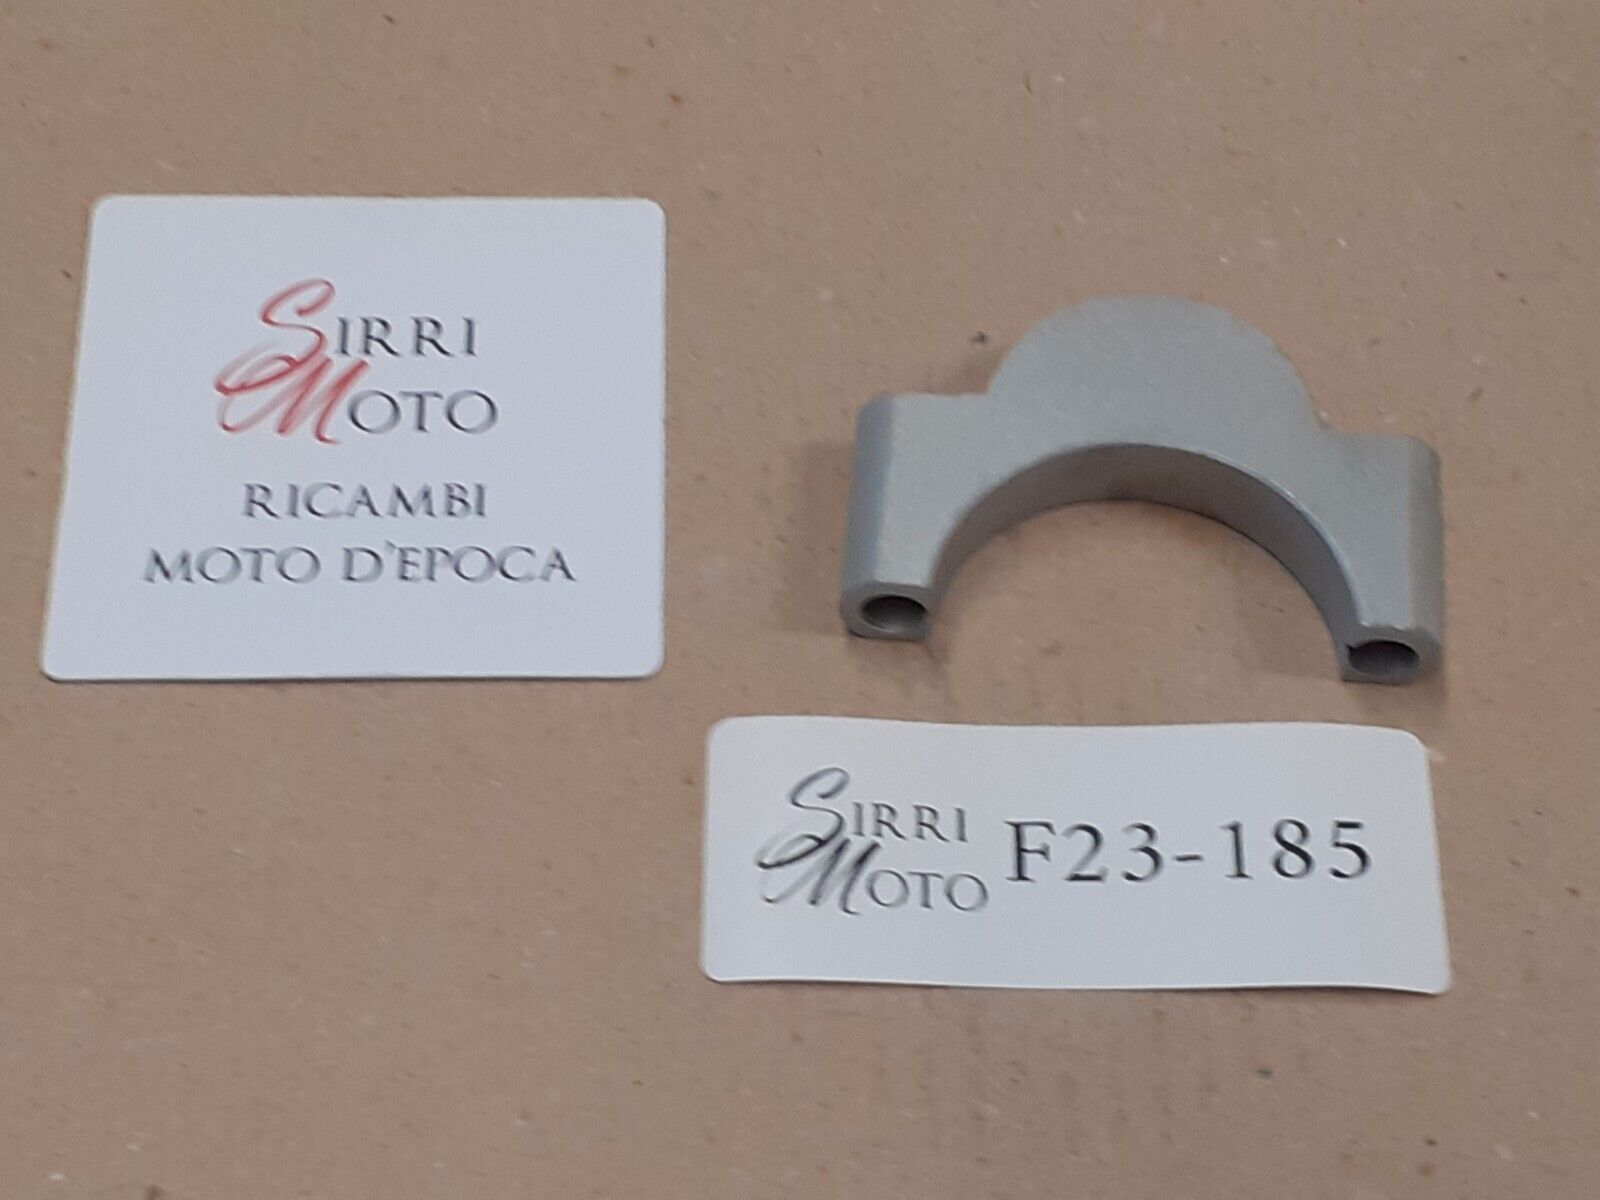 SIRRI
MOTO
RICAMBI
MOTO D'EPOCA
SIRRI
MOTO
F23-185